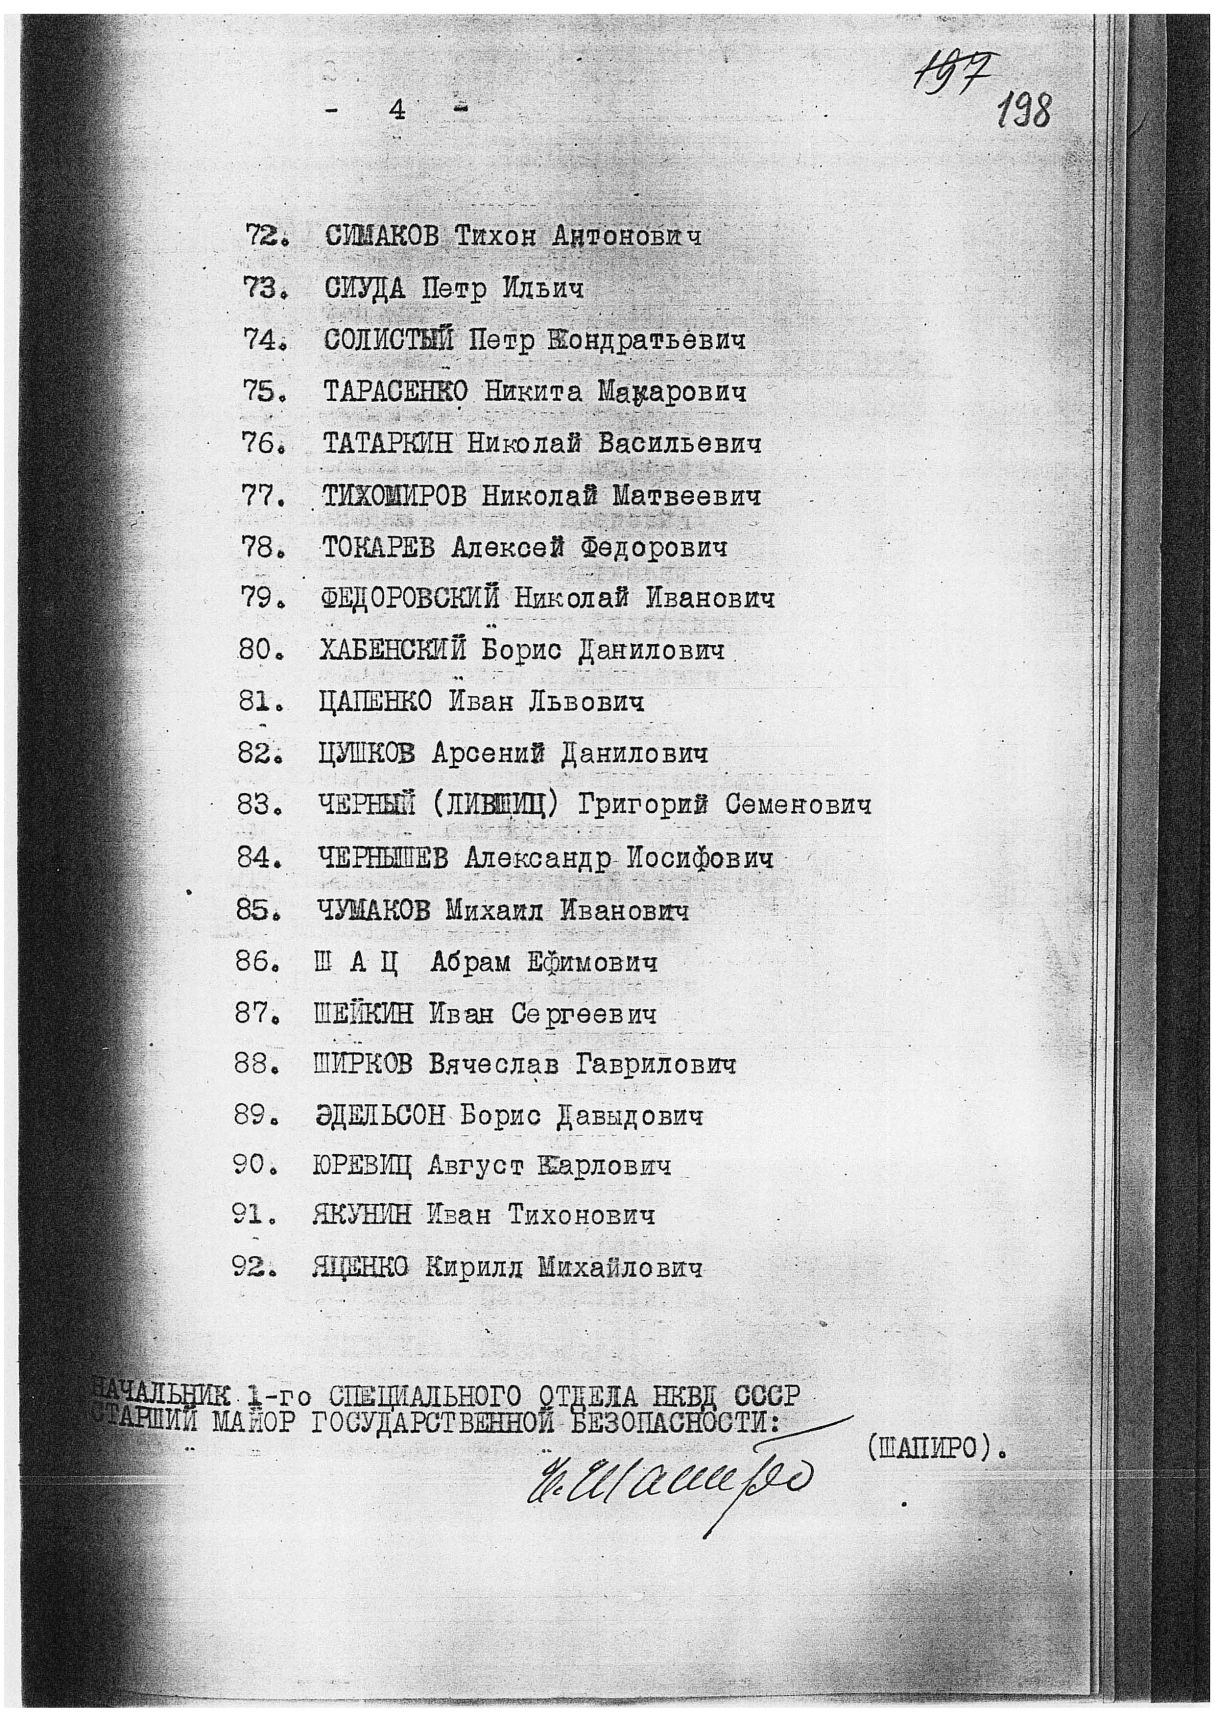 197
198
- 4 -
72. СИМАКОВ Тихон Антонович
73. СИУДА Петр Ильич
74. СОЛИСТЫЙ Петр Кондратьевич
75. ТАРАСЕНКО Никита Макарович
76. ТАТАРКИН Николай Васильевич
77. ТИХОМИРОВ Николай Матвеевич
78. ТОКАРЕВ Алексей Федорович
79. ФЕДОРОВСКИЙ Николай Иванович
80. ХАБЕНСКИЙ Борис Данилович
81. ЦАПЕНКО Иван Львович
82. ЦУШКОВ Арсений Данилович
83. ЧЕРНЫЙ (ЛИВШИЦ) Григорий Семенович
84. ЧЕРНЫШЕВ Александр Иосифович
85. ЧУМАКОВ Михаил Иванович
86. Ш А Ц Абрам Ефимович
87. ШЕЙКИН Иван Сергеевич
88. ШИРКОВ Вячеслав Гаврилович
89. ЭДЕЛЬСОН Борис Давыдович
90. ЮРЕВИЦ Август Карлович
91. ЯКУНИН Иван Тихонович
92. ЯЦЕНКО Кирилл Михайлович
НАЧАЛЬНИК 1-го СПЕЦИАЛЬНОГО ОТДЕЛА НКВД СССР
СТАРШИЙ МАЙОР ГОСУДАРСТВЕННОЙ БЕЗОПАСНОСТИ:
(ШАПИРО).
И. Шапиро